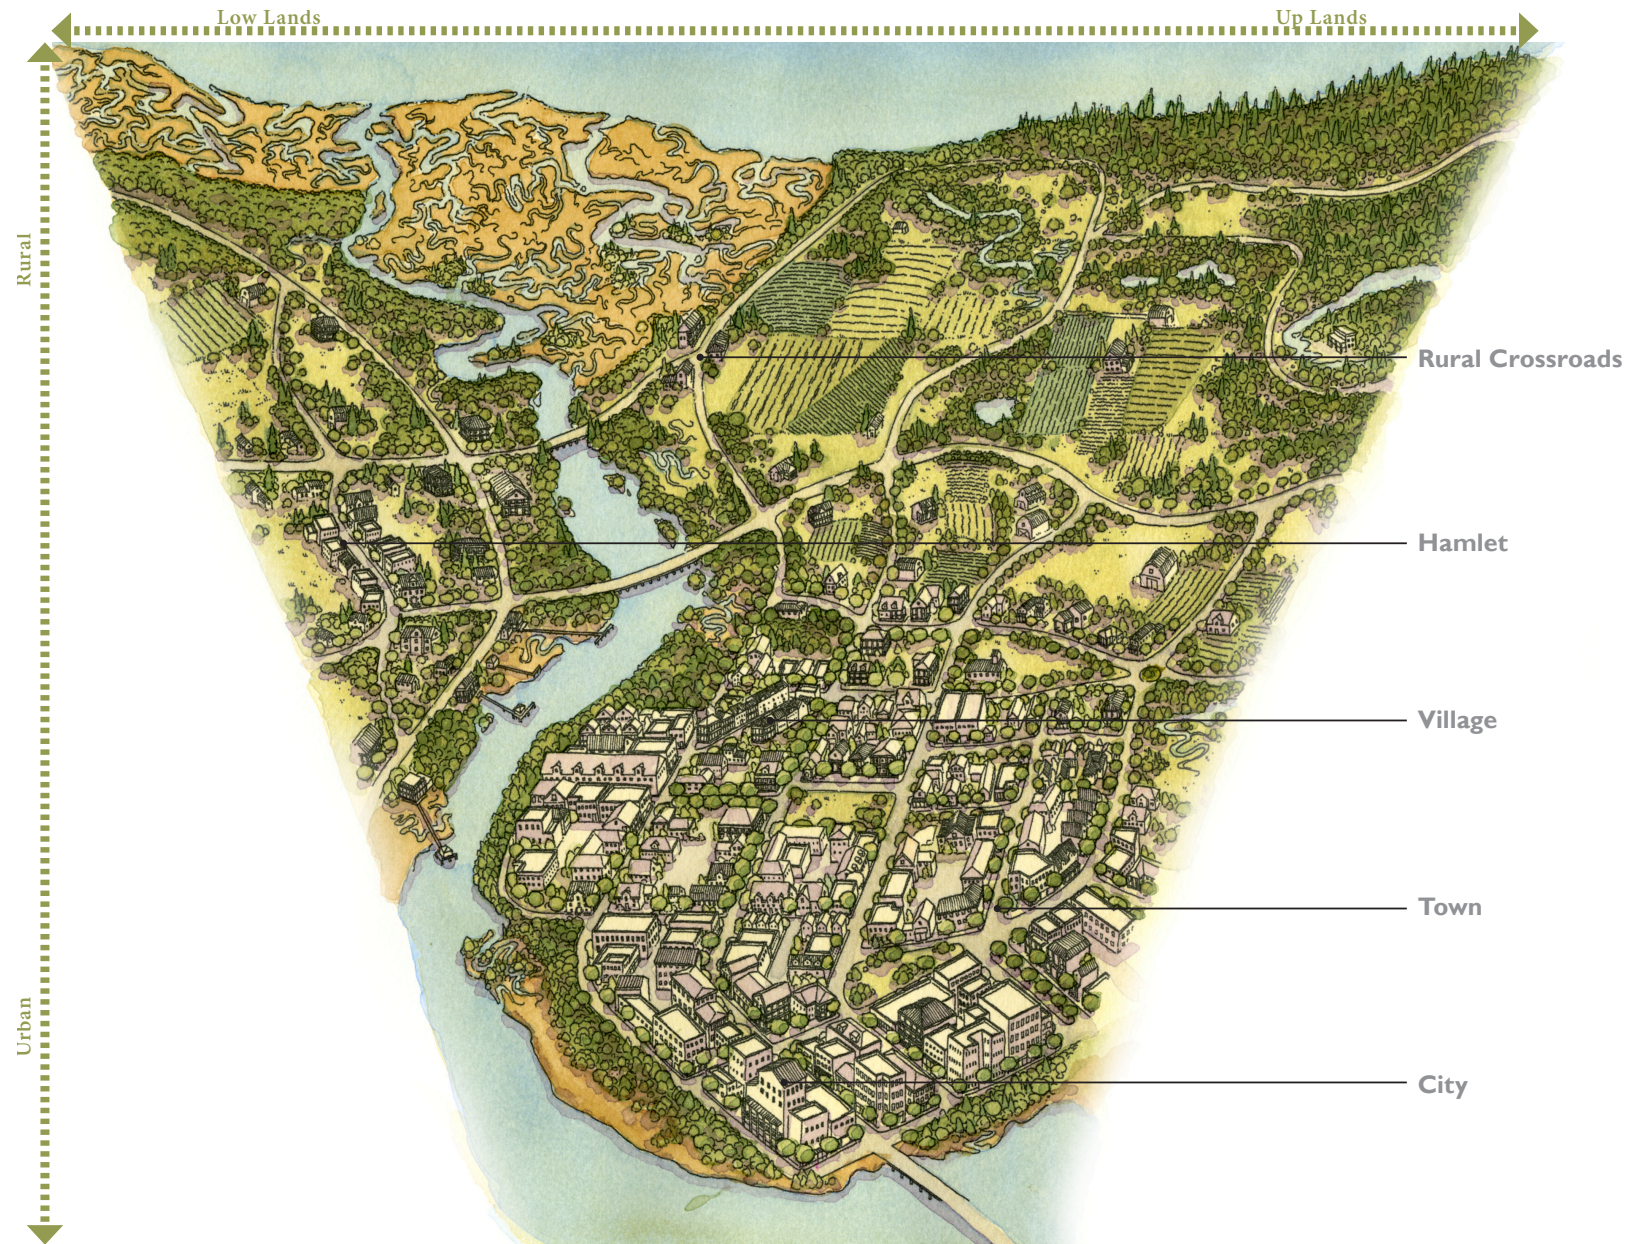 Low Lands
Up Lands
Rural
Rural Crossroads
Hamlet
Village
Town
Urban
City